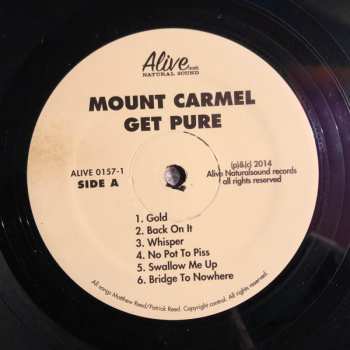 Alive
NATURAL SOUND
MOUNT CARMEL
GET PURE
ALIVE 0157-1
SIDE A
(p)&(c) 2014
Alive Naturalsound records
all rights reserved
1. Gold
2. Back On It
3. Whisper
4. No Pot To Piss
5. Swallow Me Up
6. Bridge To Nowhere
All songs Matthew Reed/Patrick Reed. Copyright control. All rights reserved.